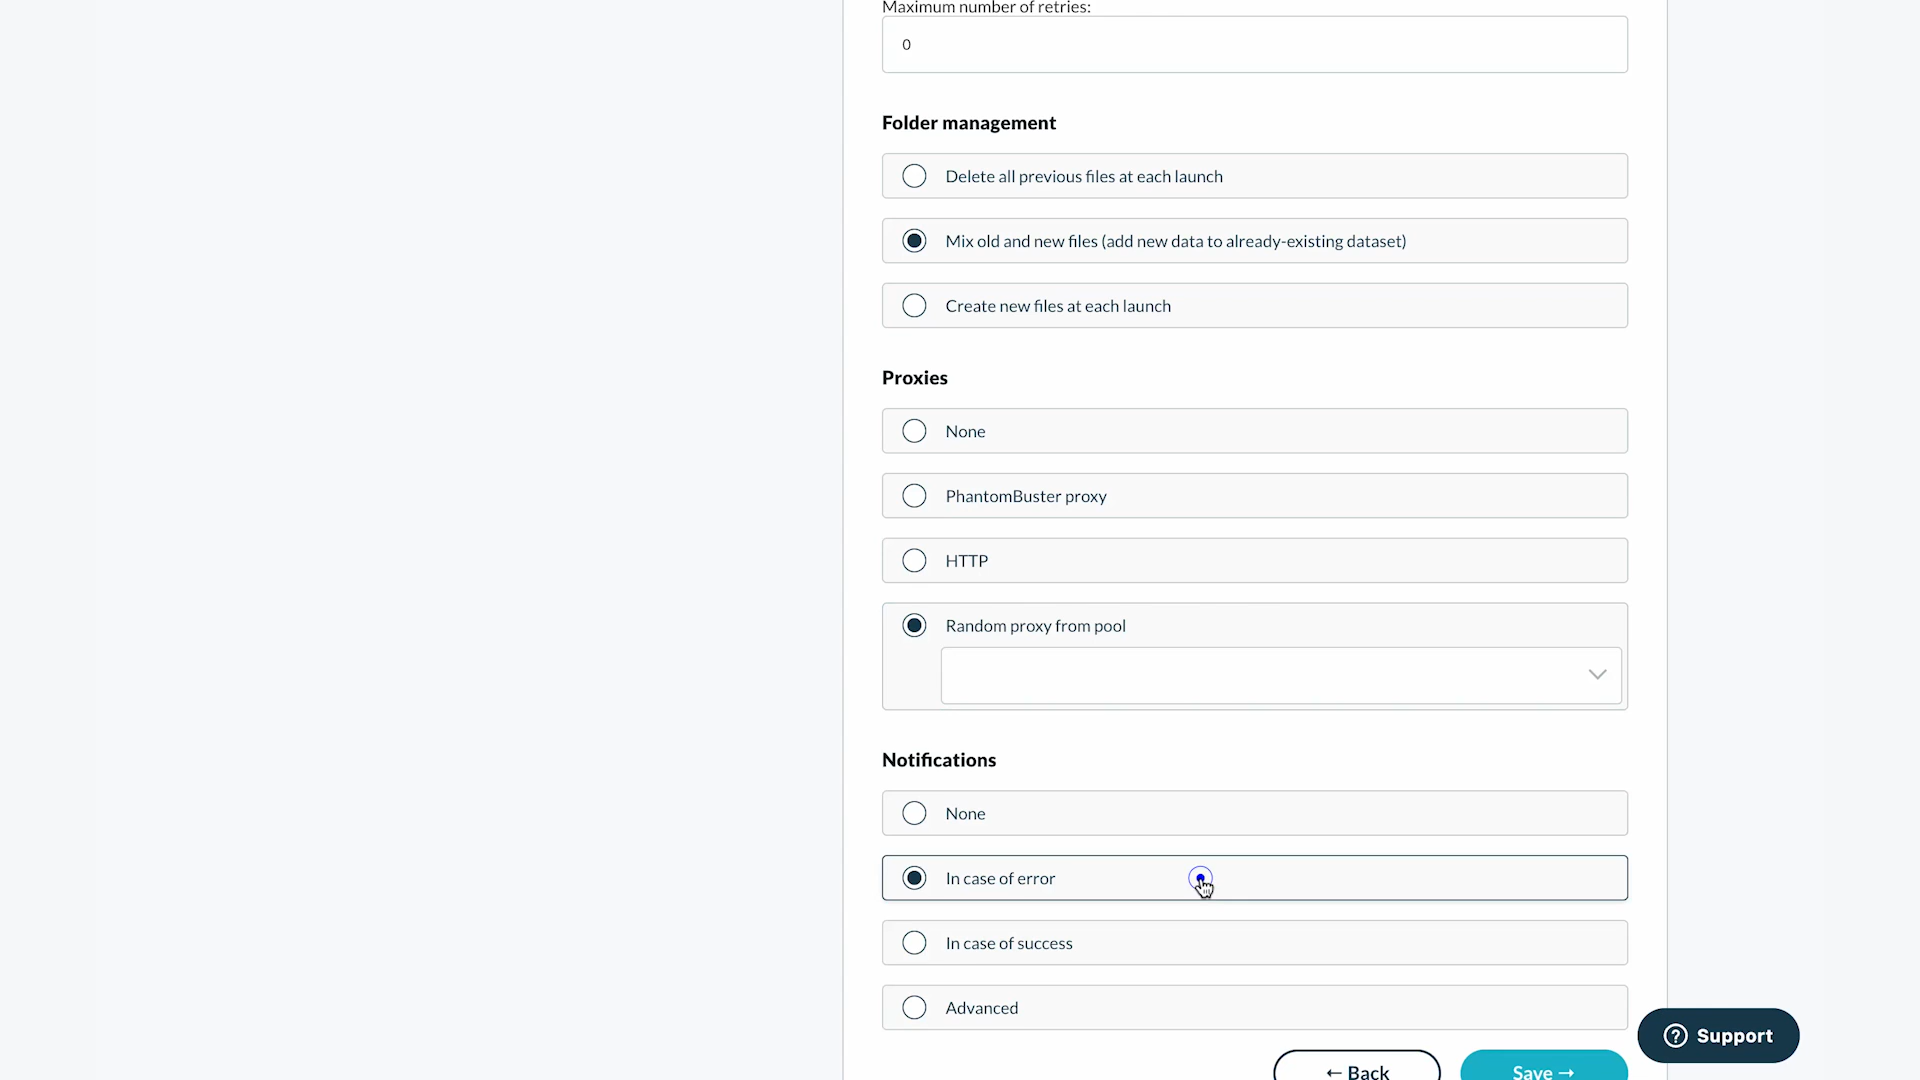 Maximum number of retries:
0
Folder management
Delete all previous files at each launch
Mix old and new files (add new data to already-existing dataset)
Create new files at each launch
Proxies
None
PhantomBuster proxy
HTTP
Random proxy from pool
Notifications
None
In case of error
In case of success
Advanced
? Support
← Back Save →